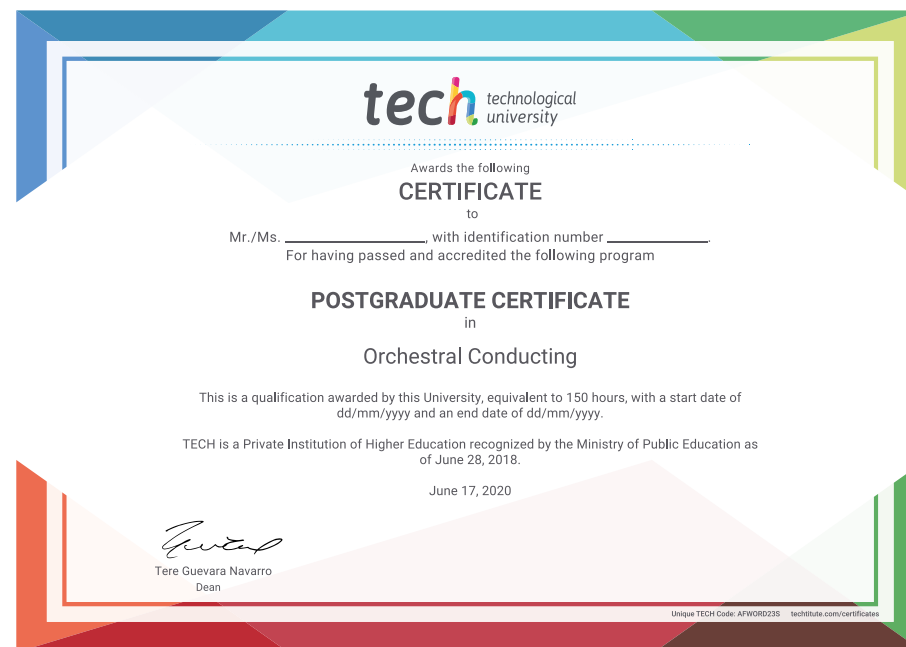 tech technological
university
Awards the following
CERTIFICATE
to
Mr./Ms. ____________________, with identification number ______________.
For having passed and accredited the following program
POSTGRADUATE CERTIFICATE
in
Orchestral Conducting
This is a qualification awarded by this University, equivalent to 150 hours, with a start date of
dd/mm/yyyy and an end date of dd/mm/yyyy.
TECH is a Private Institution of Higher Education recognized by the Ministry of Public Education as
of June 28, 2018.
June 17, 2020
Tere Guevara Navarro
Dean
Unique TECH Code: AFWORD23S techtitute.com/certificates